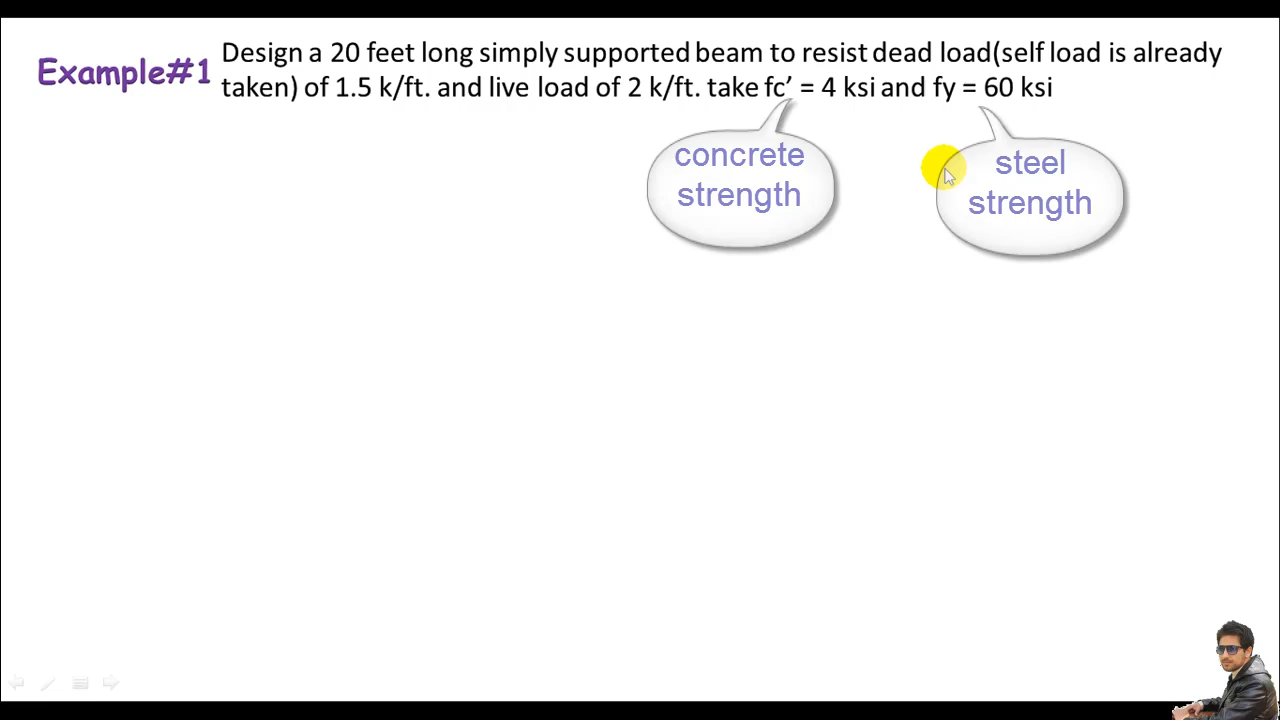 Example#1
Design a 20 feet long simply supported beam to resist dead load(self load is already
taken) of 1.5 k/ft. and live load of 2 k/ft. take fc’ = 4 ksi and fy = 60 ksi
concrete
strength
steel
strength